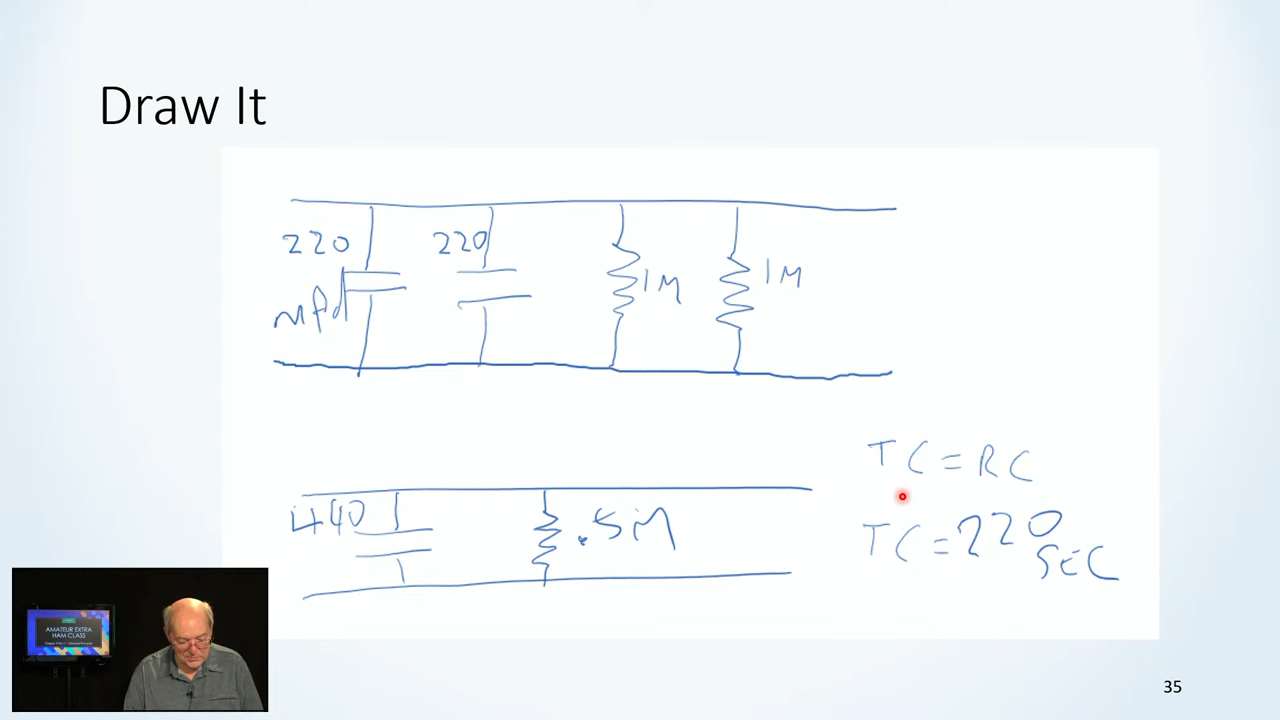 Draw It
220
220
mfd
1M
1M
TC=RC
440
.5M
TC=220
SEC
AMATEUR EXTRA
HAM CLASS
35